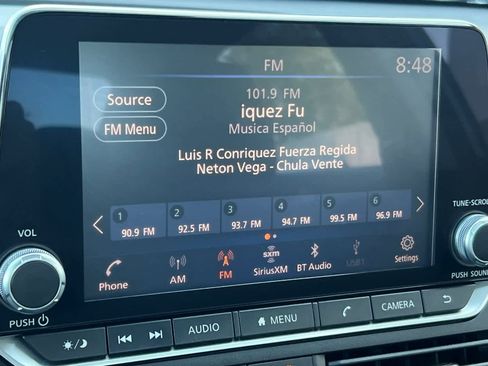 FM
8:48
Source
101.9 FM
iquez Fu
FM Menu
Musica Español
Luis R Conriquez Fuerza Regida
Neton Vega - Chula Vente
1 2 3 4 5 6
90.9 FM 92.5 FM 93.7 FM 94.7 FM 99.5 FM 96.9 FM
Phone AM FM sxm SiriusXM BT Audio USB1 Settings
VOL
PUSH
TUNE-SCROLL
PUSH SOUND
AUDIO MENU CAMERA